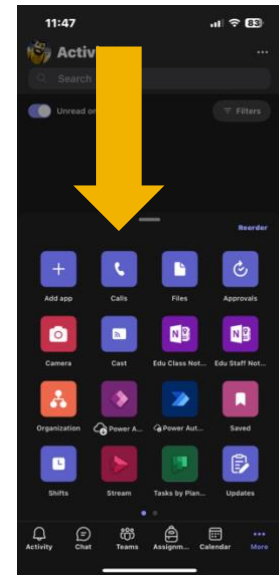 11:47
83
Activ
...
Search
Unread on
Filters
Reorder
Add app Calls Files Approvals
Camera Cast Edu Class Not... Edu Staff Not...
Organization Power A... Power Aut... Saved
Shifts Stream Tasks by Plan... Updates
Activity Chat Teams Assignm... Calendar More